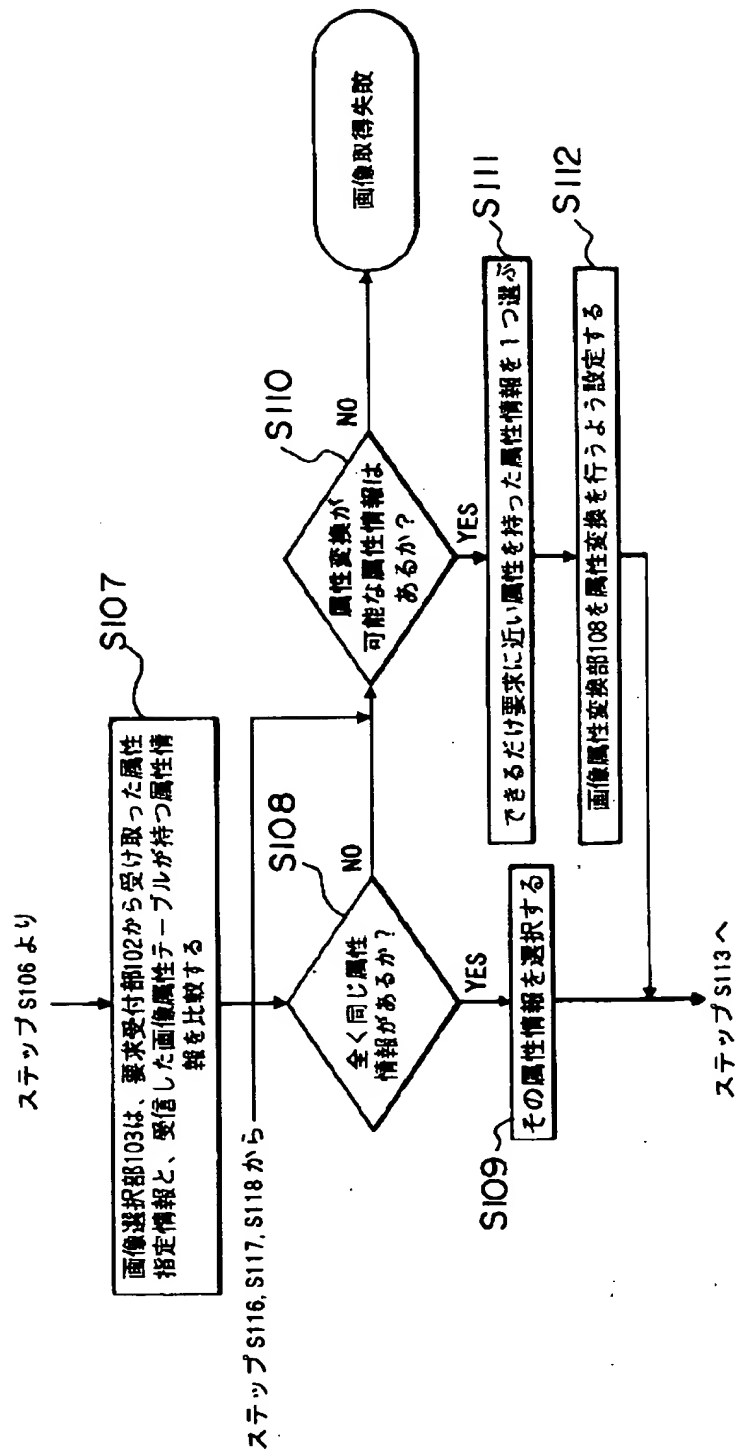 ステップS106より
S107
画像選択部103は、要求受付部102から受け取った属性
指定情報と、受信した画像属性テーブルが持つ属性情
報を比較する
ステップS116, S117, S118から
S108
全く同じ属性
情報があるか?
NO
YES
S109
その属性情報を選択する
S110
属性変換が
可能な属性情報は
あるか?
NO
YES
画像取得失敗
S111
できるだけ要求に近い属性を持った属性情報を1つ選ぶ
S112
画像属性変換部108を属性変換を行うよう設定する
ステップS113へ